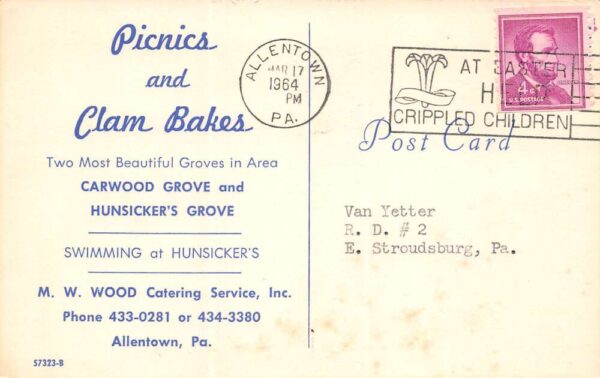 Picnics
and
Clam Bakes
Two Most Beautiful Groves in Area
CARWOOD GROVE and
HUNSICKER'S GROVE
SWIMMING at HUNSICKER'S
M. W. WOOD Catering Service, Inc.
Phone 433-0281 or 434-3380
Allentown, Pa.
57323-B
ALLENTOWN
MAR 17
1964
PM
PA.
AT EASTER
CRIPPLED CHILDREN
4¢
U.S. POSTAGE
Post Card
Van Yetter
R. D. # 2
E. Stroudsburg, Pa.